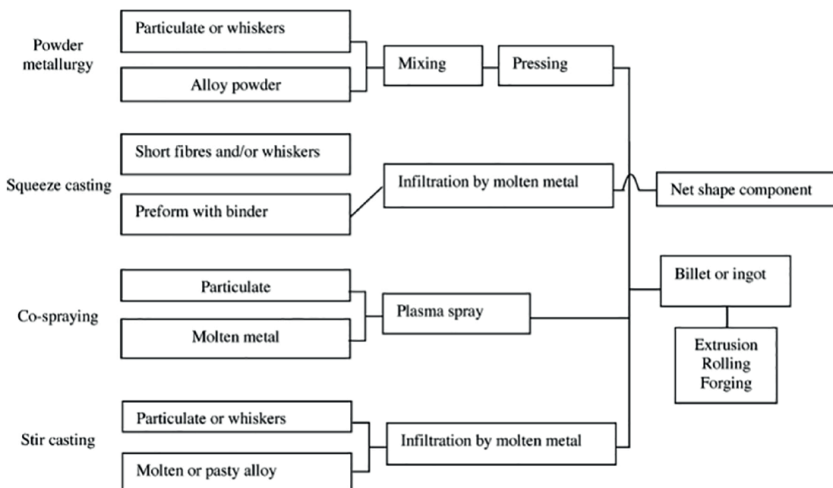 Powder
metallurgy
Particulate or whiskers
Alloy powder
Mixing
Pressing
Squeeze casting
Short fibres and/or whiskers
Preform with binder
Infiltration by molten metal
Net shape component
Co-spraying
Particulate
Molten metal
Plasma spray
Billet or ingot
Extrusion
Rolling
Forging
Stir casting
Particulate or whiskers
Molten or pasty alloy
Infiltration by molten metal